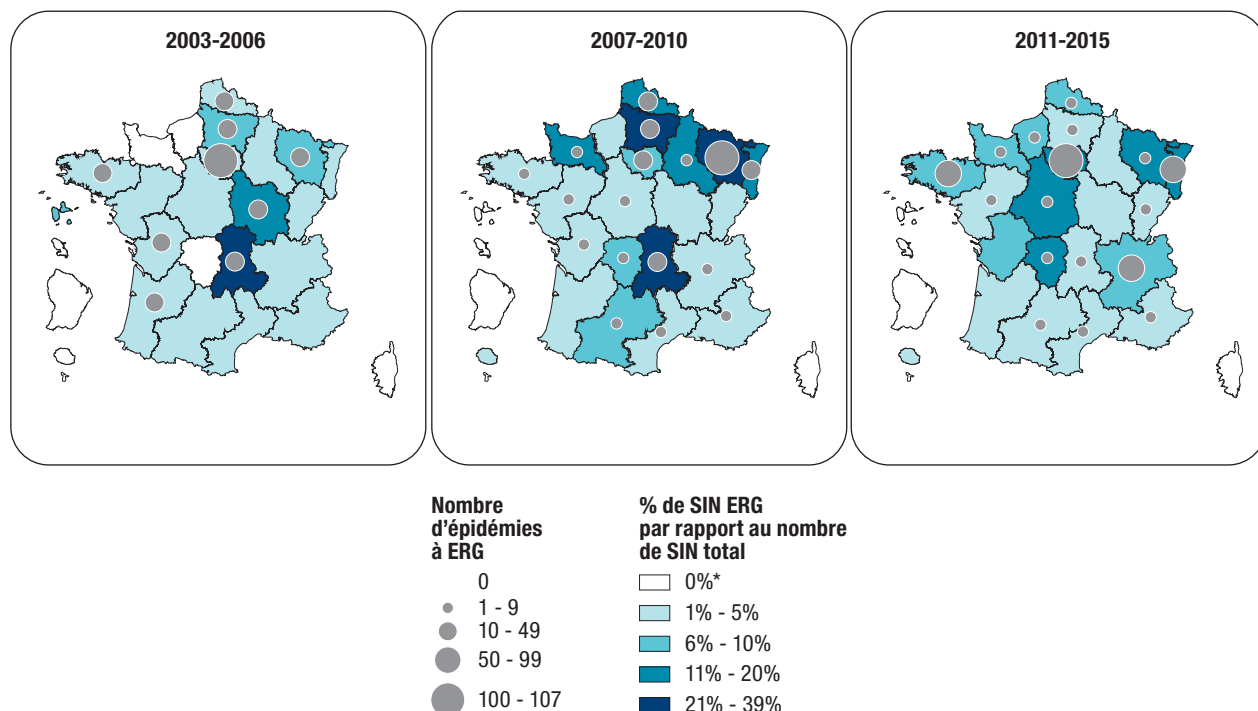 2003-2006
2007-2010
2011-2015
Nombre
d'épidémies
à ERG
0
1 - 9
10 - 49
50 - 99
100 - 107
% de SIN ERG
par rapport au nombre
de SIN total
0%*
1% - 5%
6% - 10%
11% - 20%
21% - 39%